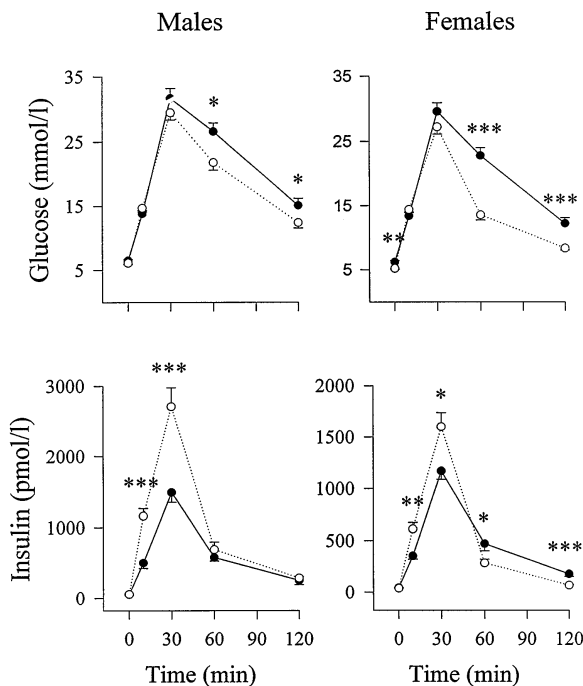 Males Females
35 35
* ***
25 25
* ***
15 15
**
5 5
Glucose (mmol/l)
*** *
3000 2000
*** 1500
2000 ** 1000
1000 * 500 ***
0 0
Insulin (pmol/l)
0 30 60 90 120 0 30 60 90 120
Time (min) Time (min)